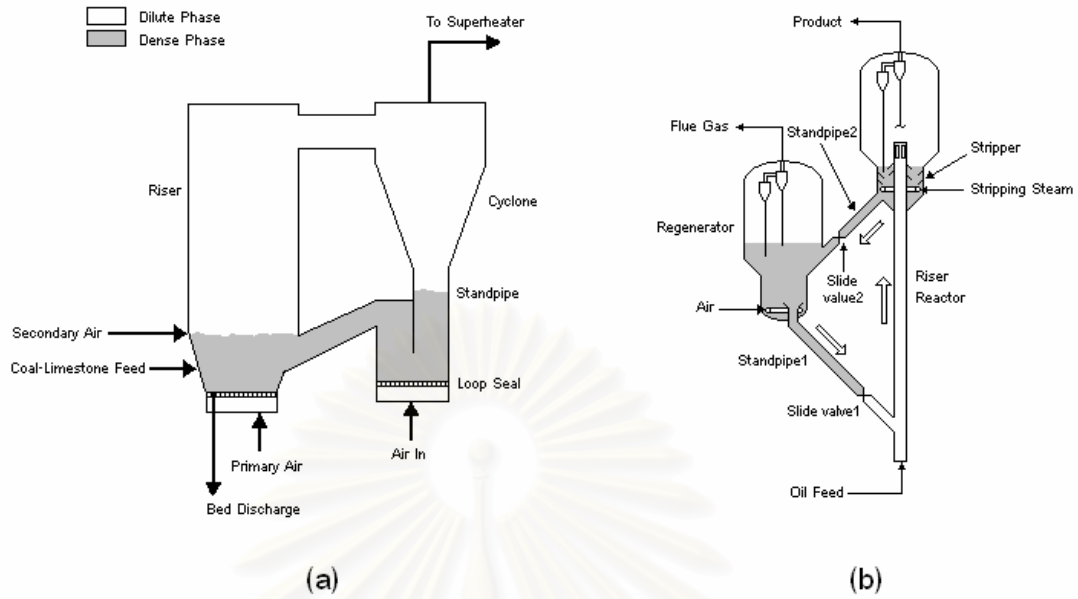 Dilute Phase
Dense Phase
To Superheater
Riser
Cyclone
Standpipe
Secondary Air
Coal-Limestone Feed
Loop Seal
Primary Air
Air In
Bed Discharge
(a)
Product
Flue Gas
Standpipe2
Stripper
Stripping Steam
Regenerator
Slide
value2
Riser
Reactor
Air
Standpipe1
Slide valve1
Oil Feed
(b)